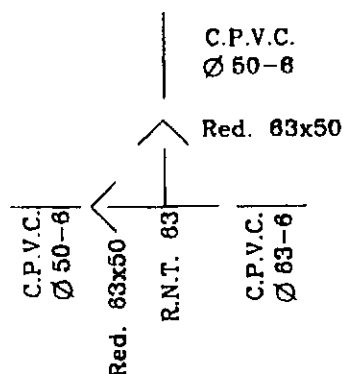 C.P.V.C.
Ø 50-6
Red. 63x50
C.P.V.C.
Ø 50-6
Red. 63x50
R.N.T. 63
C.P.V.C.
Ø 63-6